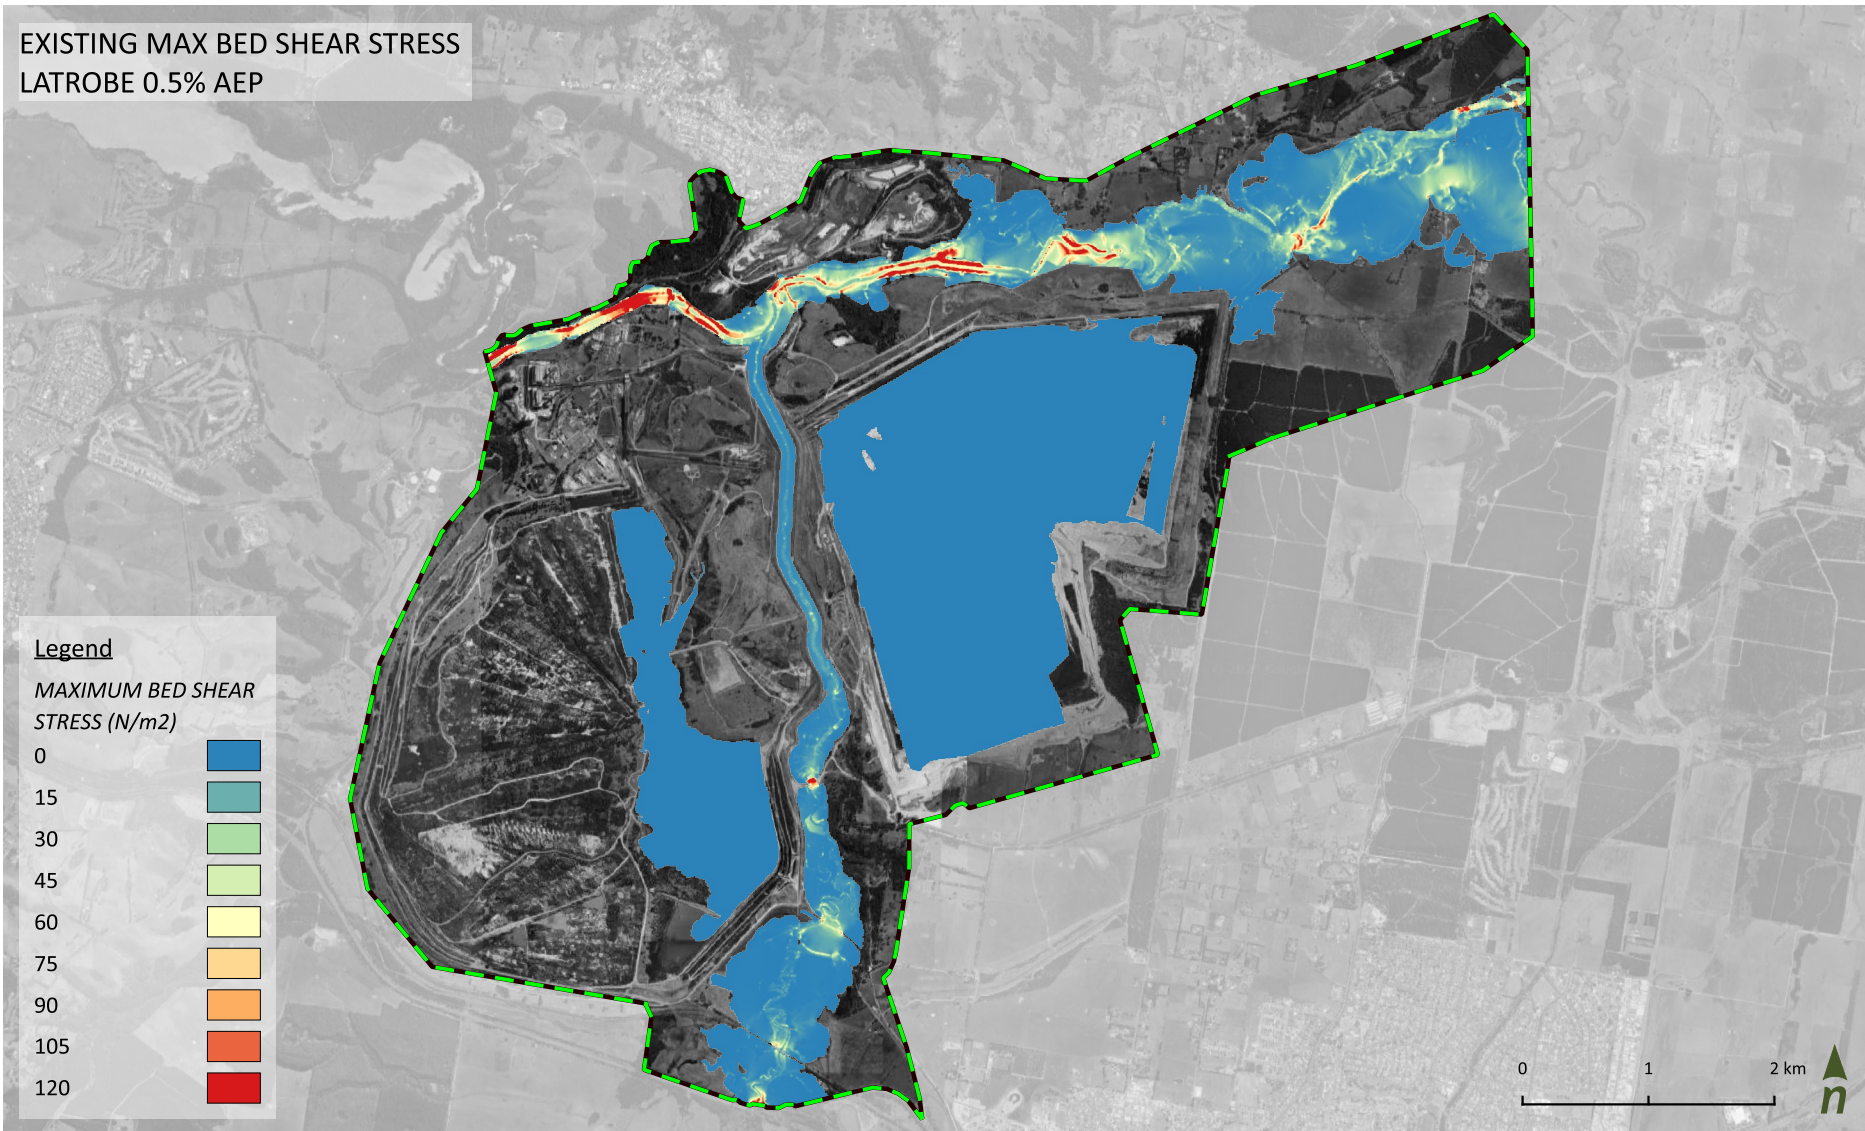 EXISTING MAX BED SHEAR STRESS
LATROBE 0.5% AEP
Legend
MAXIMUM BED SHEAR
STRESS (N/m2)
0
15
30
45
60
75
90
105
120
0 1 2 km
n